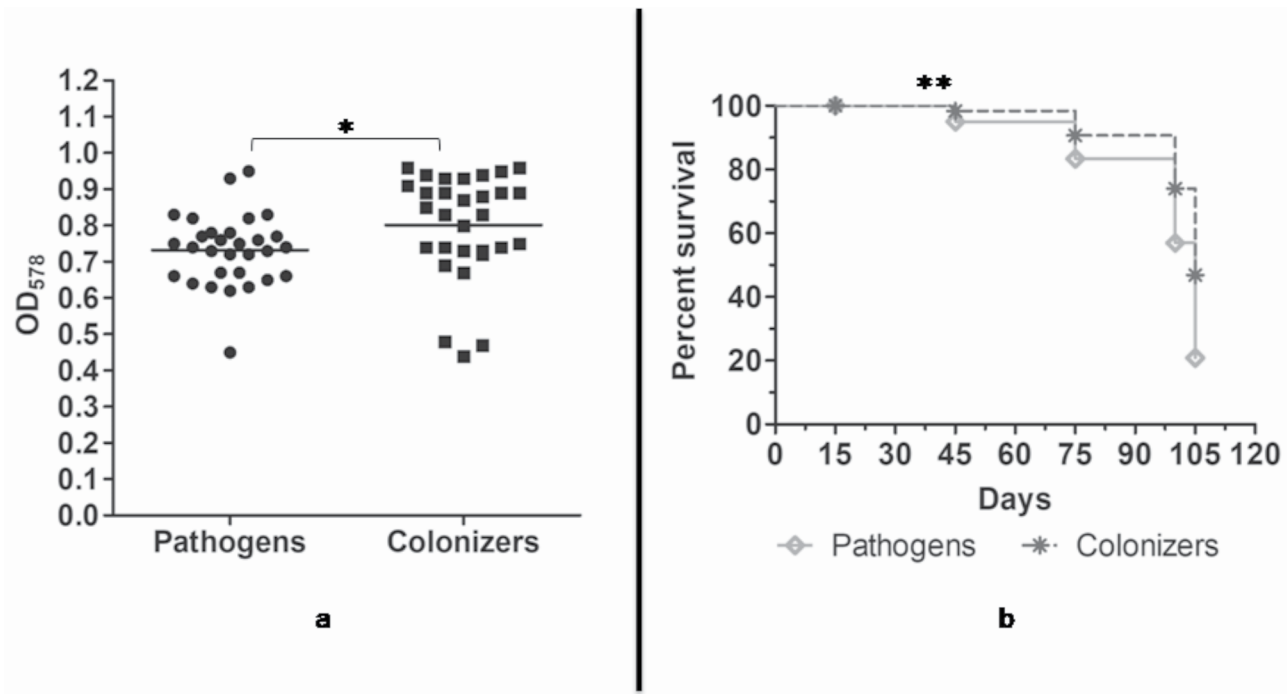 1.2
1.1
1.0
0.9
0.8
0.7
0.6
0.5
0.4
0.3
0.2
0.1
0.0
OD578
*
Pathogens Colonizers
a
**
100
80
60
40
20
0
Percent survival
0 15 30 45 60 75 90 105 120
Days
Pathogens Colonizers
b